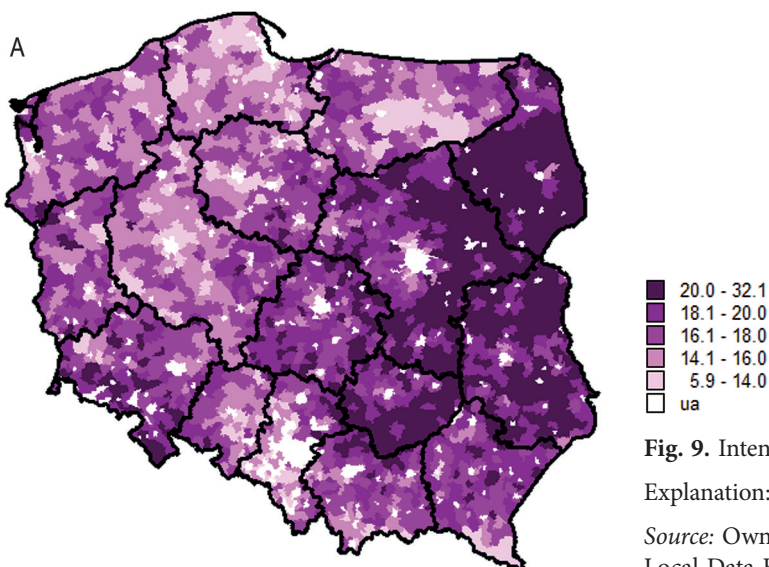 A
20.0 - 32.1
18.1 - 20.0
16.1 - 18.0
14.1 - 16.0
5.9 - 14.0
ua
Fig. 9. Inten
Explanation:
Source: Own
Local Data